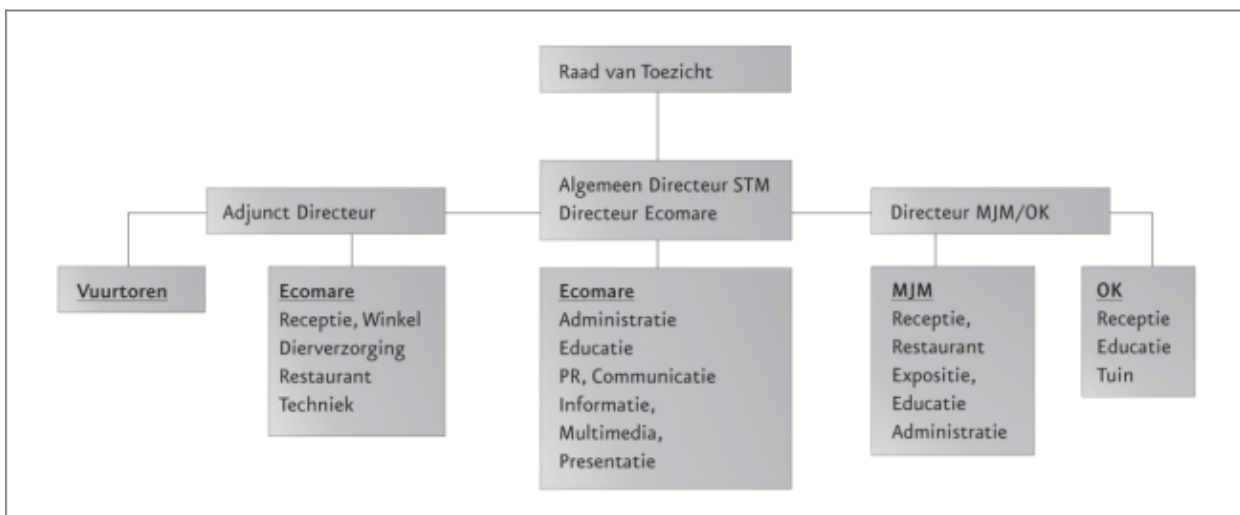 Raad van Toezicht
Algemeen Directeur STM
Directeur Ecomare
Adjunct Directeur
Directeur MJM/OK
Vuurtoren
Ecomare
Receptie, Winkel
Dierverzorging
Restaurant
Techniek
Ecomare
Administratie
Educatie
PR, Communicatie
Informatie,
Multimedia,
Presentatie
MJM
Receptie,
Restaurant
Expositie,
Educatie
Administratie
OK
Receptie
Educatie
Tuin